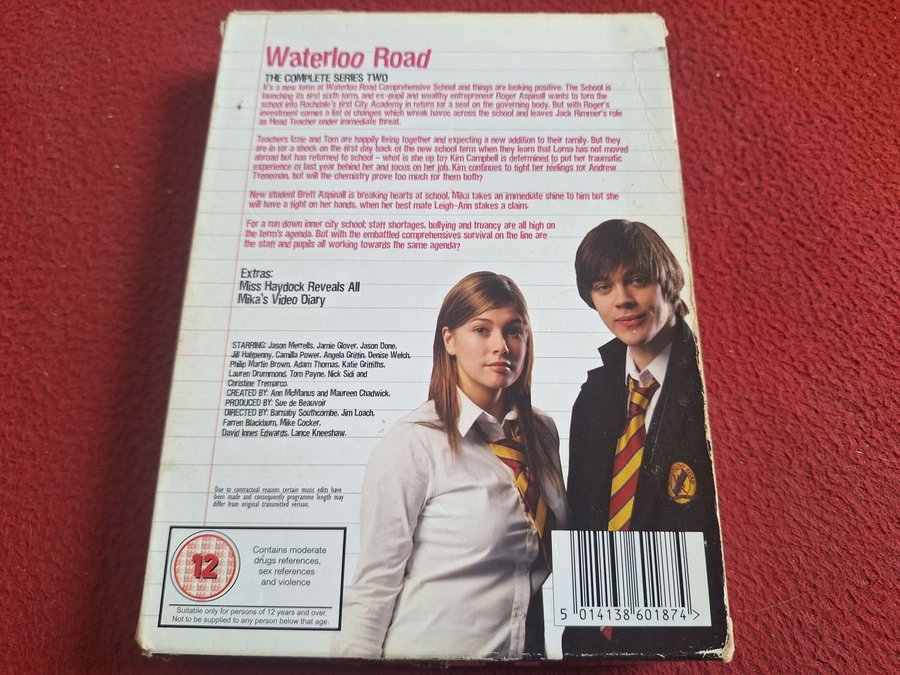 Waterloo Road
THE COMPLETE SERIES TWO
It's a new term at Waterloo Road Comprehensive School and things are looking positive. The School is
launching its first sixth form, and ex-pupil and wealthy entrepreneur Roger Aspinall wants to turn the
school into Rochdale's first City Academy in return for a seat on the governing body. But with Roger's
investment comes a list of changes which wreak havoc across the school and leaves Jack Rimmer's role
as Head Teacher under immediate threat.
Teachers Izzie and Tom are happily living together and expecting a new addition to their family. But they
are in for a shock on the first day back of the new school term when they learn that Lorna has not moved
abroad but has returned to school - what is she up to? Kim Campbell is determined to put her traumatic
experience of last year behind her and focus on her job. Kim continues to fight her feelings for Andrew
Treneman, but will the chemistry prove too much for them both?
New student Brett Aspinall is breaking hearts at school. Mika takes an immediate shine to him but she
will have a fight on her hands, when her best mate Leigh-Ann stakes a claim.
For a run down inner city school; staff shortages, bullying and truancy are all high on
the term's agenda. But with the embattled comprehensives survival on the line are
the staff and pupils all working towards the same agenda?
Extras:
Miss Haydock Reveals All
Mika's Video Diary
STARRING: Jason Merrells, Jamie Glover, Jason Done,
Jill Halfpenny, Camilla Power, Angela Griffin, Denise Welch,
Philip Martin Brown, Adam Thomas, Katie Griffiths,
Lauren Drummond, Tom Payne, Nick Sidi and
Christine Tremarco.
CREATED BY: Ann McManus and Maureen Chadwick,
PRODUCED BY: Sue de Beauvoir
DIRECTED BY: Barnaby Southcombe, Jim Loach,
Farren Blackburn, Mike Cocker,
David Innes Edwards, Lance Kneeshaw.
Due to contractual reasons certain music edits have
been made and consequently programme length may
differ from original transmitted version.
12
Contains moderate
drugs references,
sex references
and violence
Suitable only for persons of 12 years and over.
Not to be supplied to any person below that age.
5 014138 601874 >